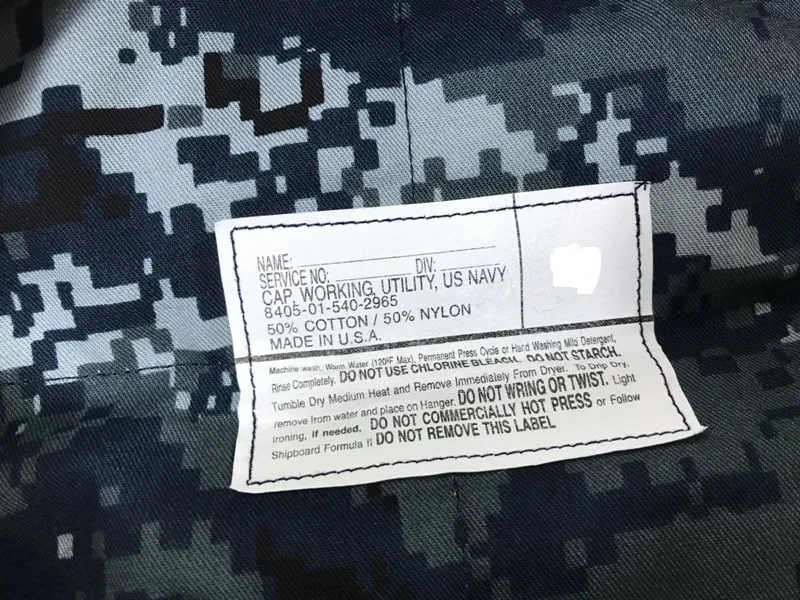 NAME:
SERVICE NO: DIV:
CAP, WORKING, UTILITY, US NAVY
8405-01-540-2965
50% COTTON / 50% NYLON
MADE IN U.S.A.
Machine wash, Warm Water (120ºF Max), Permanent Press Cycle or Hand Washing Mild Detergent,
Rinse Completely. DO NOT USE CHLORINE BLEACH. DO NOT STARCH.
Tumble Dry Medium Heat and Remove Immediately From Dryer. To Drip Dry,
remove from water and place on Hanger. DO NOT WRING OR TWIST. Light
ironing, if needed. DO NOT COMMERCIALLY HOT PRESS or Follow
Shipboard Formula II DO NOT REMOVE THIS LABEL